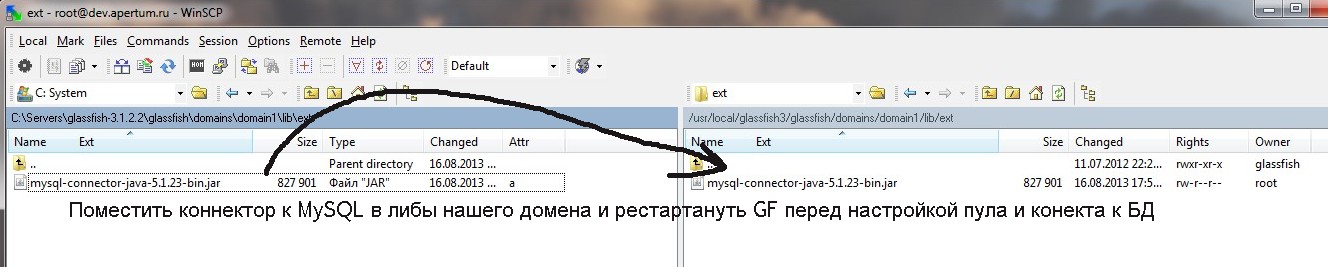 ext - root@dev.apertum.ru - WinSCP
Local Mark Files Commands Session Options Remote Help
Default
C: System
ext
C:\Servers\glassfish-3.1.2.2\glassfish\domains\domain1\lib\ext
/usr/local/glassfish3/glassfish/domains/domain1/lib/ext
Name Ext Size Type Changed Attr
Name Ext Size Changed Rights Owner
.. Parent directory 16.08.2013 ...
.. 11.07.2012 22:2... rwxr-xr-x glassfish
mysql-connector-java-5.1.23-bin.jar 827 901 Файл "JAR" 16.08.2013 ... a
mysql-connector-java-5.1.23-bin.jar 827 901 16.08.2013 17:5... rw-r--r-- root
Поместить коннектор к MySQL в либы нашего домена и рестартануть GF перед настройкой пула и конекта к БД